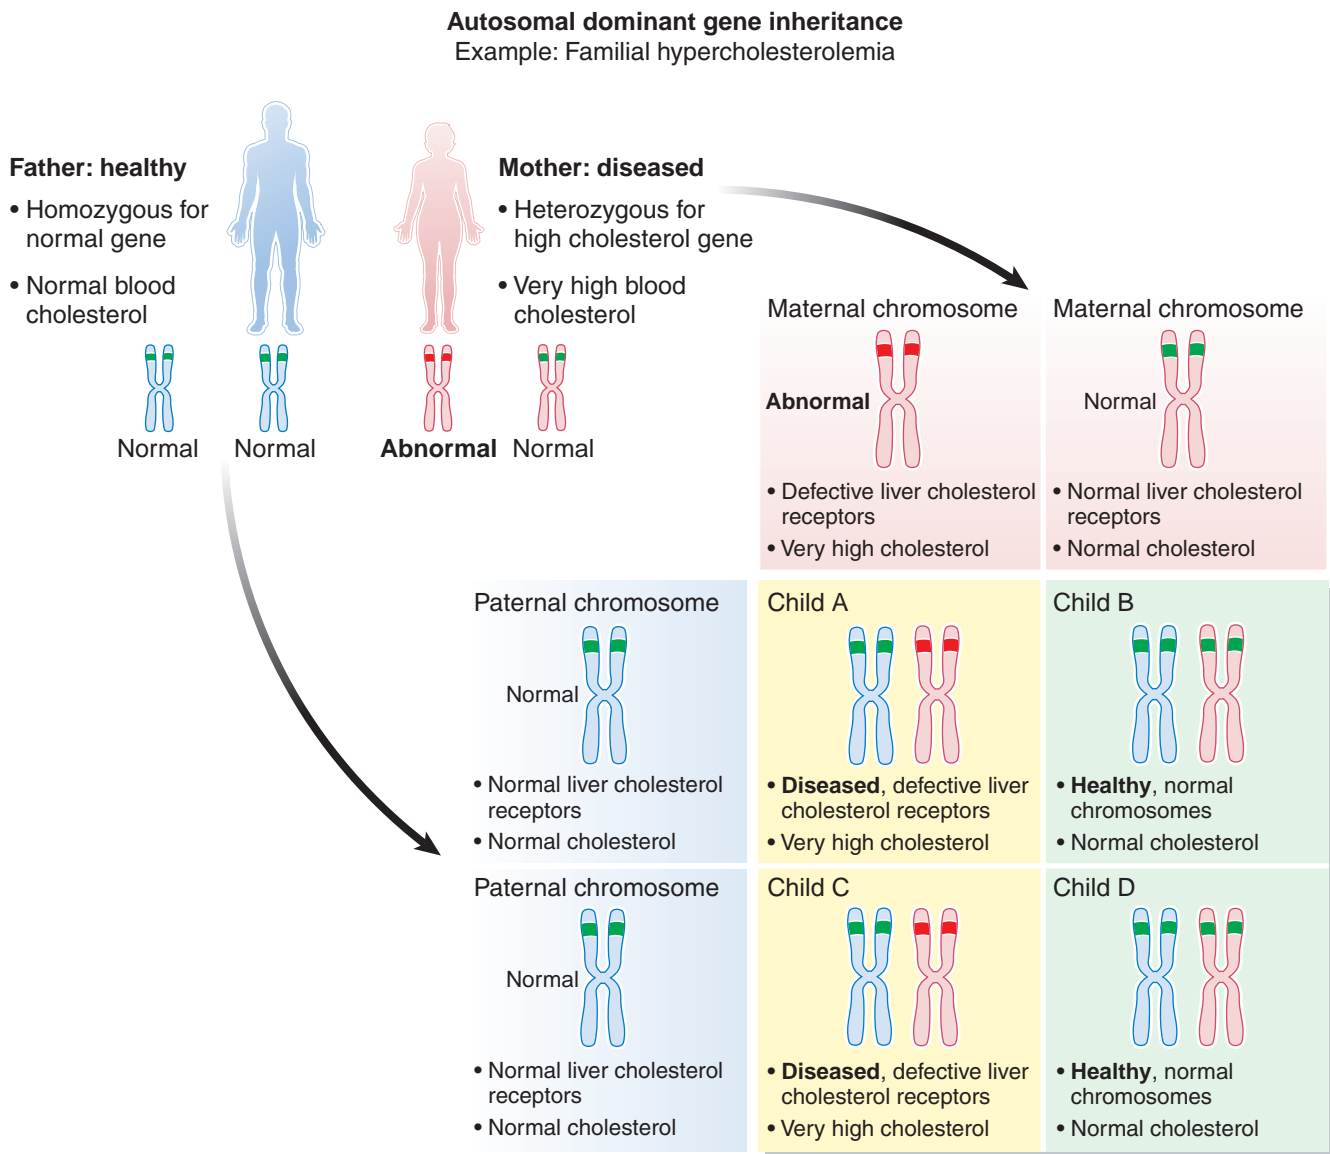 Autosomal dominant gene inheritance
Example: Familial hypercholesterolemia
Father: healthy
• Homozygous for
normal gene
• Normal blood
cholesterol
Mother: diseased
• Heterozygous for
high cholesterol gene
• Very high blood
cholesterol
Normal
Normal
Abnormal
Normal
Maternal chromosome
Abnormal
• Defective liver cholesterol
receptors
• Very high cholesterol
Maternal chromosome
Normal
• Normal liver cholesterol
receptors
• Normal cholesterol
Paternal chromosome
Normal
• Normal liver cholesterol
receptors
• Normal cholesterol
Child A
• Diseased, defective liver
cholesterol receptors
• Very high cholesterol
Child B
• Healthy, normal
chromosomes
• Normal cholesterol
Paternal chromosome
Normal
• Normal liver cholesterol
receptors
• Normal cholesterol
Child C
• Diseased, defective liver
cholesterol receptors
• Very high cholesterol
Child D
• Healthy, normal
chromosomes
• Normal cholesterol